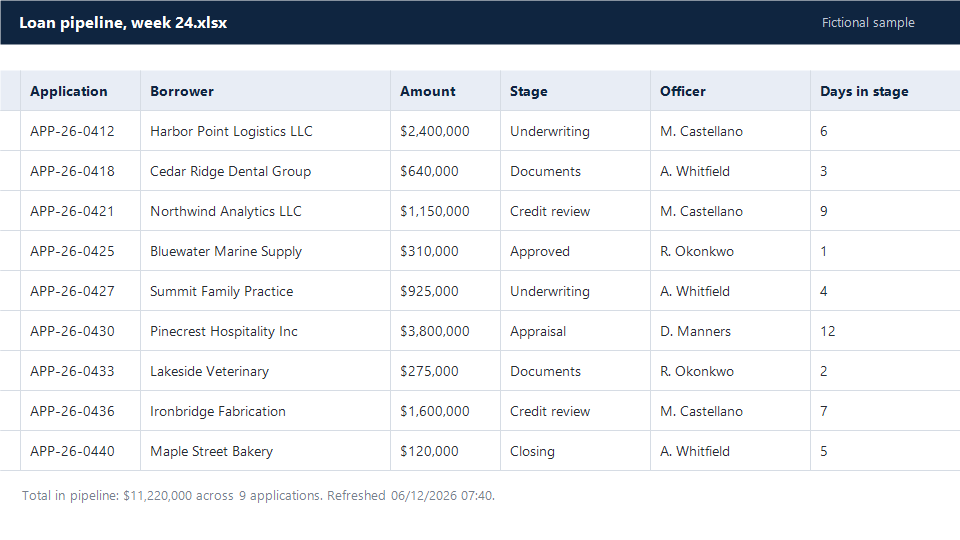 Loan pipeline, week 24.xlsx Fictional sample
Application Borrower Amount Stage Officer Days in stage
APP-26-0412 Harbor Point Logistics LLC $2,400,000 Underwriting M. Castellano 6
APP-26-0418 Cedar Ridge Dental Group $640,000 Documents A. Whitfield 3
APP-26-0421 Northwind Analytics LLC $1,150,000 Credit review M. Castellano 9
APP-26-0425 Bluewater Marine Supply $310,000 Approved R. Okonkwo 1
APP-26-0427 Summit Family Practice $925,000 Underwriting A. Whitfield 4
APP-26-0430 Pinecrest Hospitality Inc $3,800,000 Appraisal D. Manners 12
APP-26-0433 Lakeside Veterinary $275,000 Documents R. Okonkwo 2
APP-26-0436 Ironbridge Fabrication $1,600,000 Credit review M. Castellano 7
APP-26-0440 Maple Street Bakery $120,000 Closing A. Whitfield 5
Total in pipeline: $11,220,000 across 9 applications. Refreshed 06/12/2026 07:40.